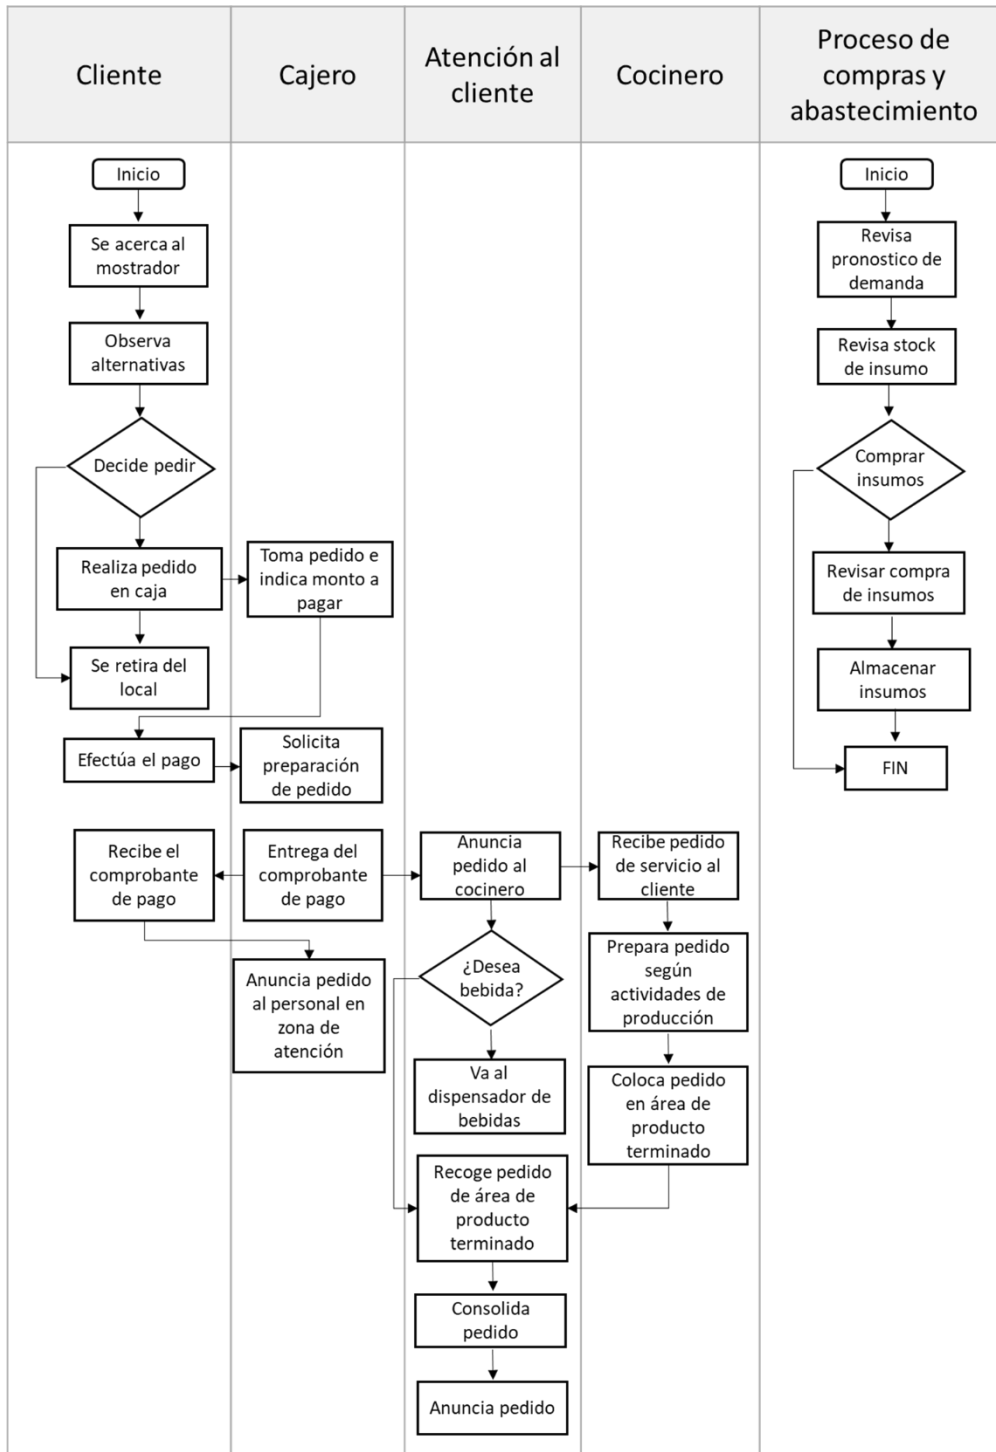 Cliente
Cajero
Atención al
cliente
Cocinero
Proceso de
compras y
abastecimiento
Inicio
Se acerca al
mostrador
Observa
alternativas
Decide pedir
Realiza pedido
en caja
Toma pedido e
indica monto a
pagar
Se retira del
local
Efectúa el pago
Solicita
preparación
de pedido
Recibe el
comprobante
de pago
Entrega del
comprobante
de pago
Anuncia
pedido al
cocinero
Recibe pedido
de servicio al
cliente
Anuncia pedido
al personal en
zona de
atención
¿Desea
bebida?
Prepara pedido
según
actividades de
producción
Va al
dispensador de
bebidas
Coloca pedido
en área de
producto
terminado
Recoge pedido
de área de
producto
terminado
Consolida
pedido
Anuncia pedido
Inicio
Revisa
pronostico de
demanda
Revisa stock
de insumo
Comprar
insumos
Revisar compra
de insumos
Almacenar
insumos
FIN